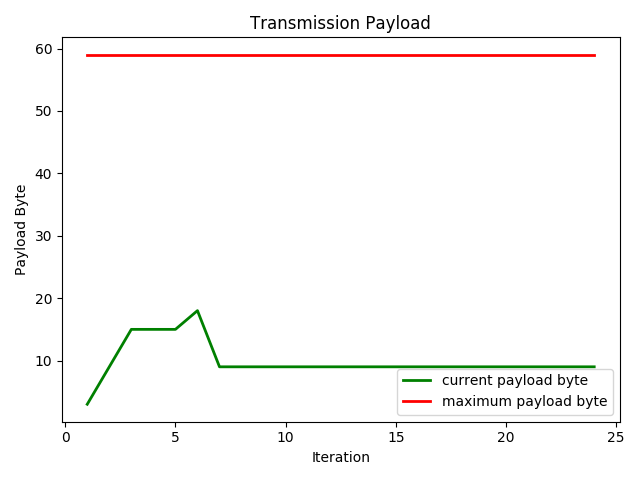 Transmission Payload
60
50
40
30
20
10
Payload Byte
current payload byte
maximum payload byte
0
5
10
15
20
25
Iteration